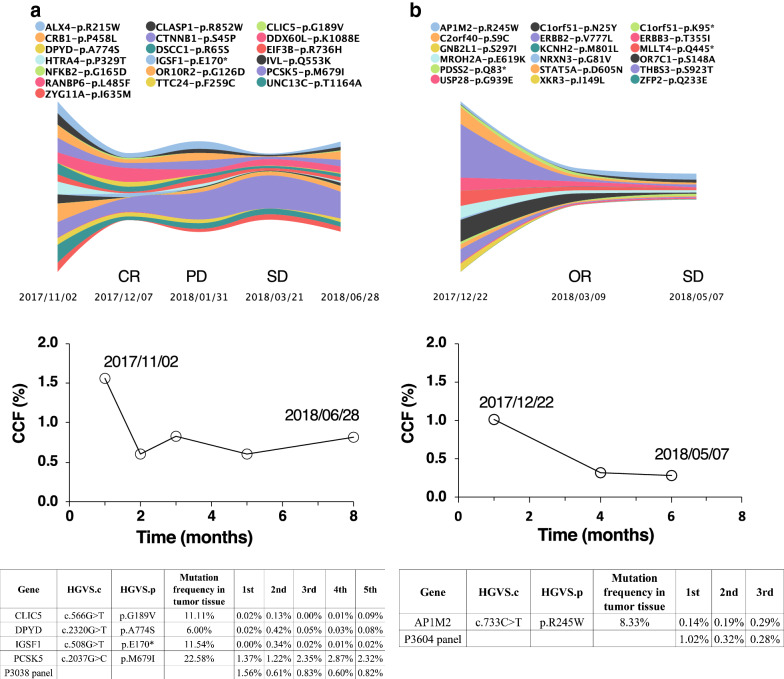 a
ALX4-p.R215W CLASP1-p.R852W CLIC5-p.G189V
CRB1-p.P458L CTNNB1-p.S45P DDX60L-p.K1088E
DPYD-p.A774S DSCC1-p.R65S EIF3B-p.R736H
HTRA4-p.P329T IGSF1-p.E170* IVL-p.Q553K
NFKB2-p.G165D OR10R2-p.G126D PCSK5-p.M679I
RANBP6-p.L485F TTC24-p.F259C UNC13C-p.T1164A
ZYG11A-p.I635M
CR PD SD
2017/11/02 2017/12/07 2018/01/31 2018/03/21 2018/06/28
b
AP1M2-p.R245W C1orf51-p.N25Y C1orf51-p.K95*
C2orf40-p.S9C ERBB2-p.V777L ERBB3-p.T355I
GNB2L1-p.S297I KCNH2-p.M801L MLLT4-p.Q445*
MROH2A-p.E619K NRXN3-p.G81V OR7C1-p.S148A
PDSS2-p.Q83* STAT5A-p.D605N THBS3-p.S923T
USP28-p.G939E XKR3-p.I149L ZFP2-p.Q233E
OR SD
2017/12/22 2018/03/09 2018/05/07
CCF (%)
2.0
1.5
1.0
0.5
0.0
2017/11/02
2018/06/28
0 2 4 6 8
Time (months)
CCF (%)
2.0
1.5
1.0
0.5
0.0
2017/12/22
2018/05/07
0 2 4 6 8
Time (months)
Gene HGVS.c HGVS.p Mutation frequency in tumor tissue 1st 2nd 3rd 4th 5th
CLIC5 c.566G>T p.G189V 11.11% 0.02% 0.13% 0.00% 0.01% 0.09%
DPYD c.2320G>T p.A774S 6.00% 0.02% 0.42% 0.05% 0.03% 0.08%
IGSF1 c.508G>T p.E170* 11.54% 0.00% 0.34% 0.02% 0.01% 0.02%
PCSK5 c.2037G>C p.M679I 22.58% 1.37% 1.22% 2.35% 2.87% 2.32%
P3038 panel 1.56% 0.61% 0.83% 0.60% 0.82%
Gene HGVS.c HGVS.p Mutation frequency in tumor tissue 1st 2nd 3rd
AP1M2 c.733C>T p.R245W 8.33% 0.14% 0.19% 0.29%
P3604 panel 1.02% 0.32% 0.28%